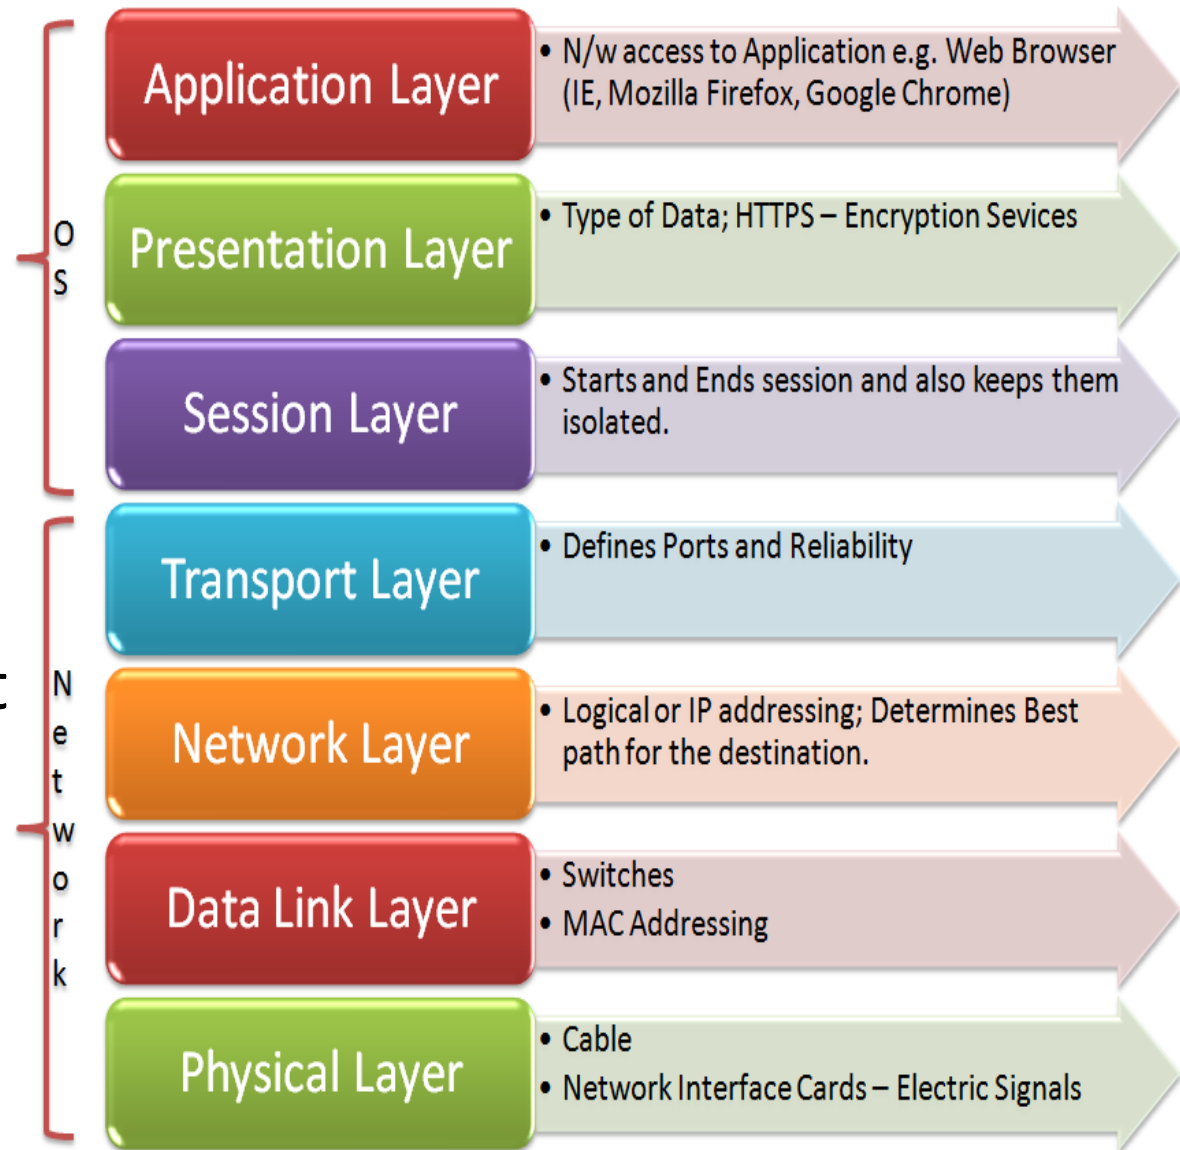 O
S
Application Layer
• N/w access to Application e.g. Web Browser
(IE, Mozilla Firefox, Google Chrome)
Presentation Layer
• Type of Data; HTTPS – Encryption Sevices
Session Layer
• Starts and Ends session and also keeps them
isolated.
t
N
e
t
w
o
r
k
Transport Layer
• Defines Ports and Reliability
Network Layer
• Logical or IP addressing; Determines Best
path for the destination.
Data Link Layer
• Switches
• MAC Addressing
Physical Layer
• Cable
• Network Interface Cards – Electric Signals